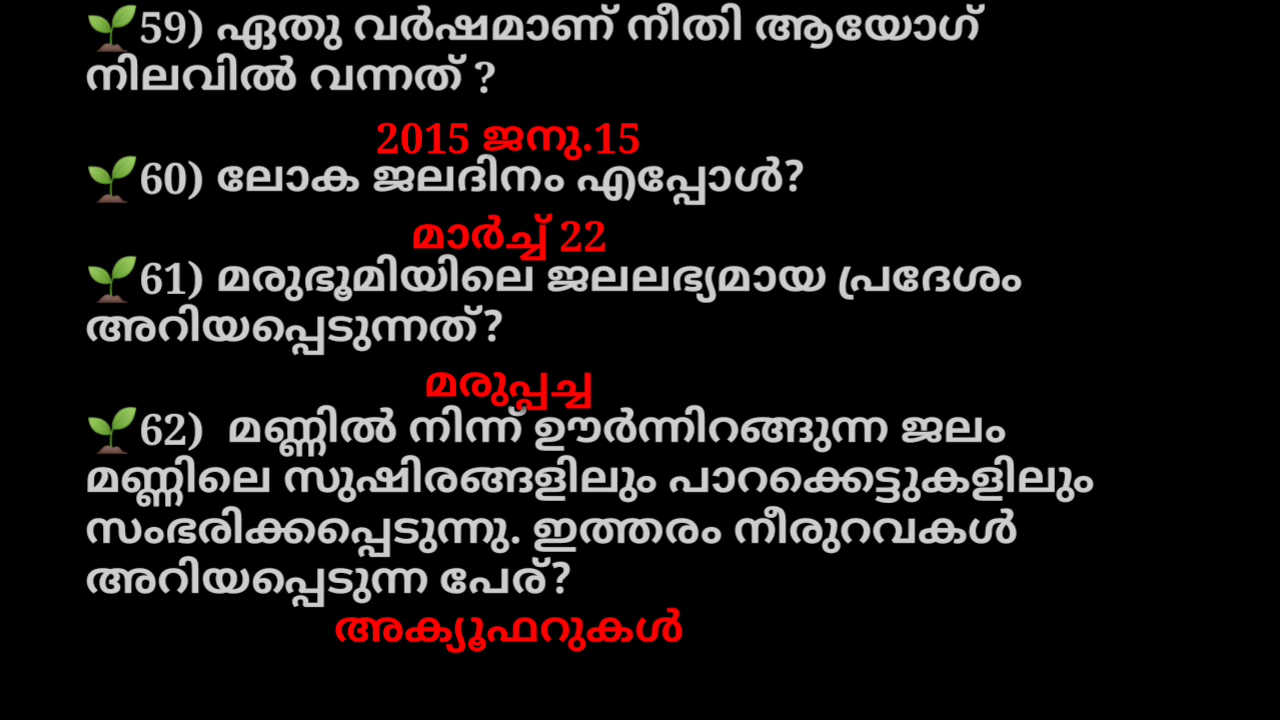 🌱59) ഏതു വർഷമാണ് നീതി ആയോഗ്
നിലവിൽ വന്നത് ?
2015 ജനു.15
🌱60) ലോക ജലദിനം എപ്പോൾ?
മാർച്ച് 22
🌱61) മരുഭൂമിയിലെ ജലലഭ്യമായ പ്രദേശം
അറിയപ്പെടുന്നത്?
മരുപ്പച്ച
🌱62) മണ്ണിൽ നിന്ന് ഊർന്നിറങ്ങുന്ന ജലം
മണ്ണിലെ സുഷിരങ്ങളിലും പാറക്കെട്ടുകളിലും
സംഭരിക്കപ്പെടുന്നു. ഇത്തരം നീരുറവകൾ
അറിയപ്പെടുന്ന പേര്?
അക്യൂഫറുകൾ